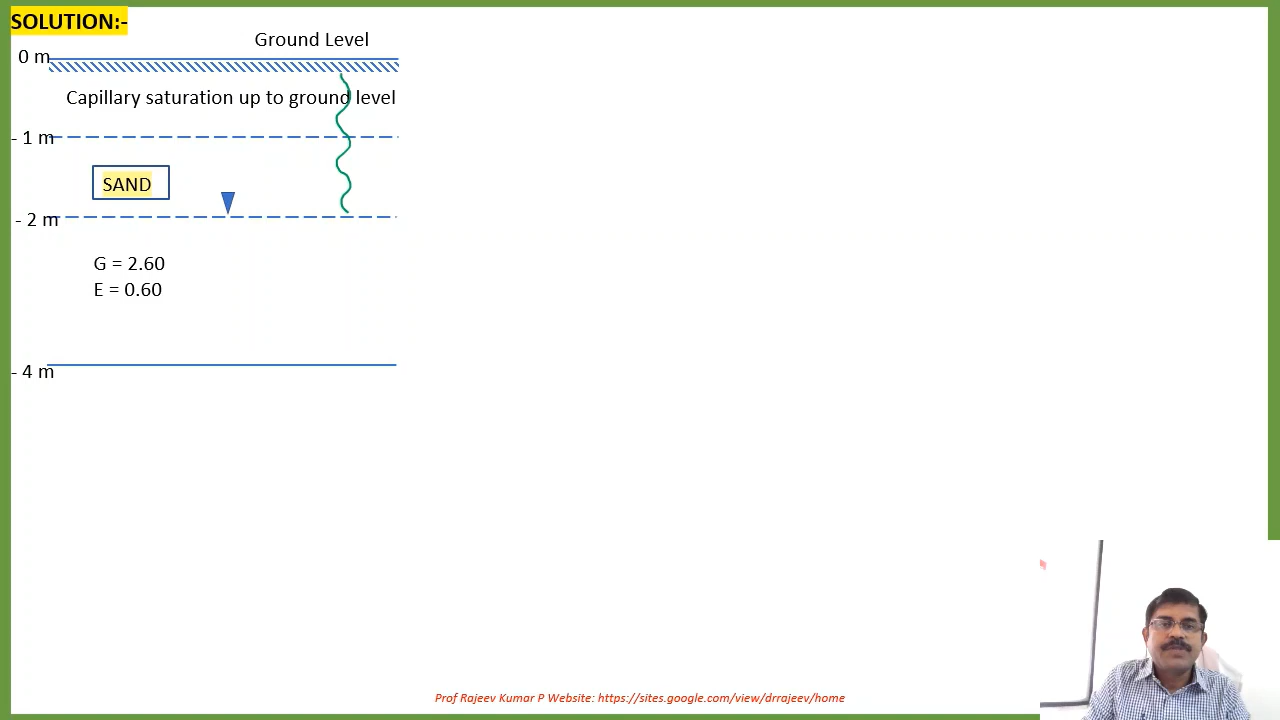 SOLUTION:-
Ground Level
0 m
Capillary saturation up to ground level
- 1 m
SAND
- 2 m
G = 2.60
E = 0.60
- 4 m
Prof Rajeev Kumar P Website: https://sites.google.com/view/drrajeev/home